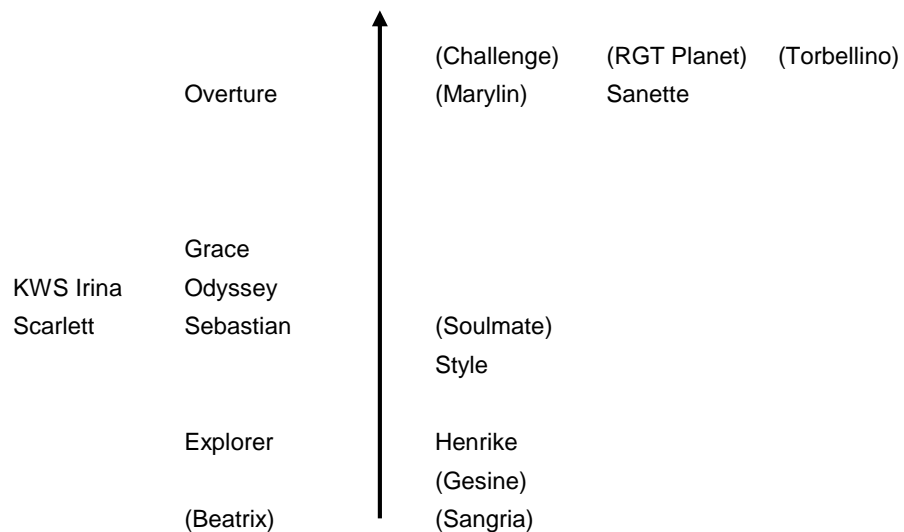 (Challenge) (RGT Planet) (Torbellino)
Overture (Marylin) Sanette
Grace
KWS Irina Odyssey
Scarlett Sebastian (Soulmate)
Style
Explorer Henrike
(Gesine)
(Beatrix) (Sangria)